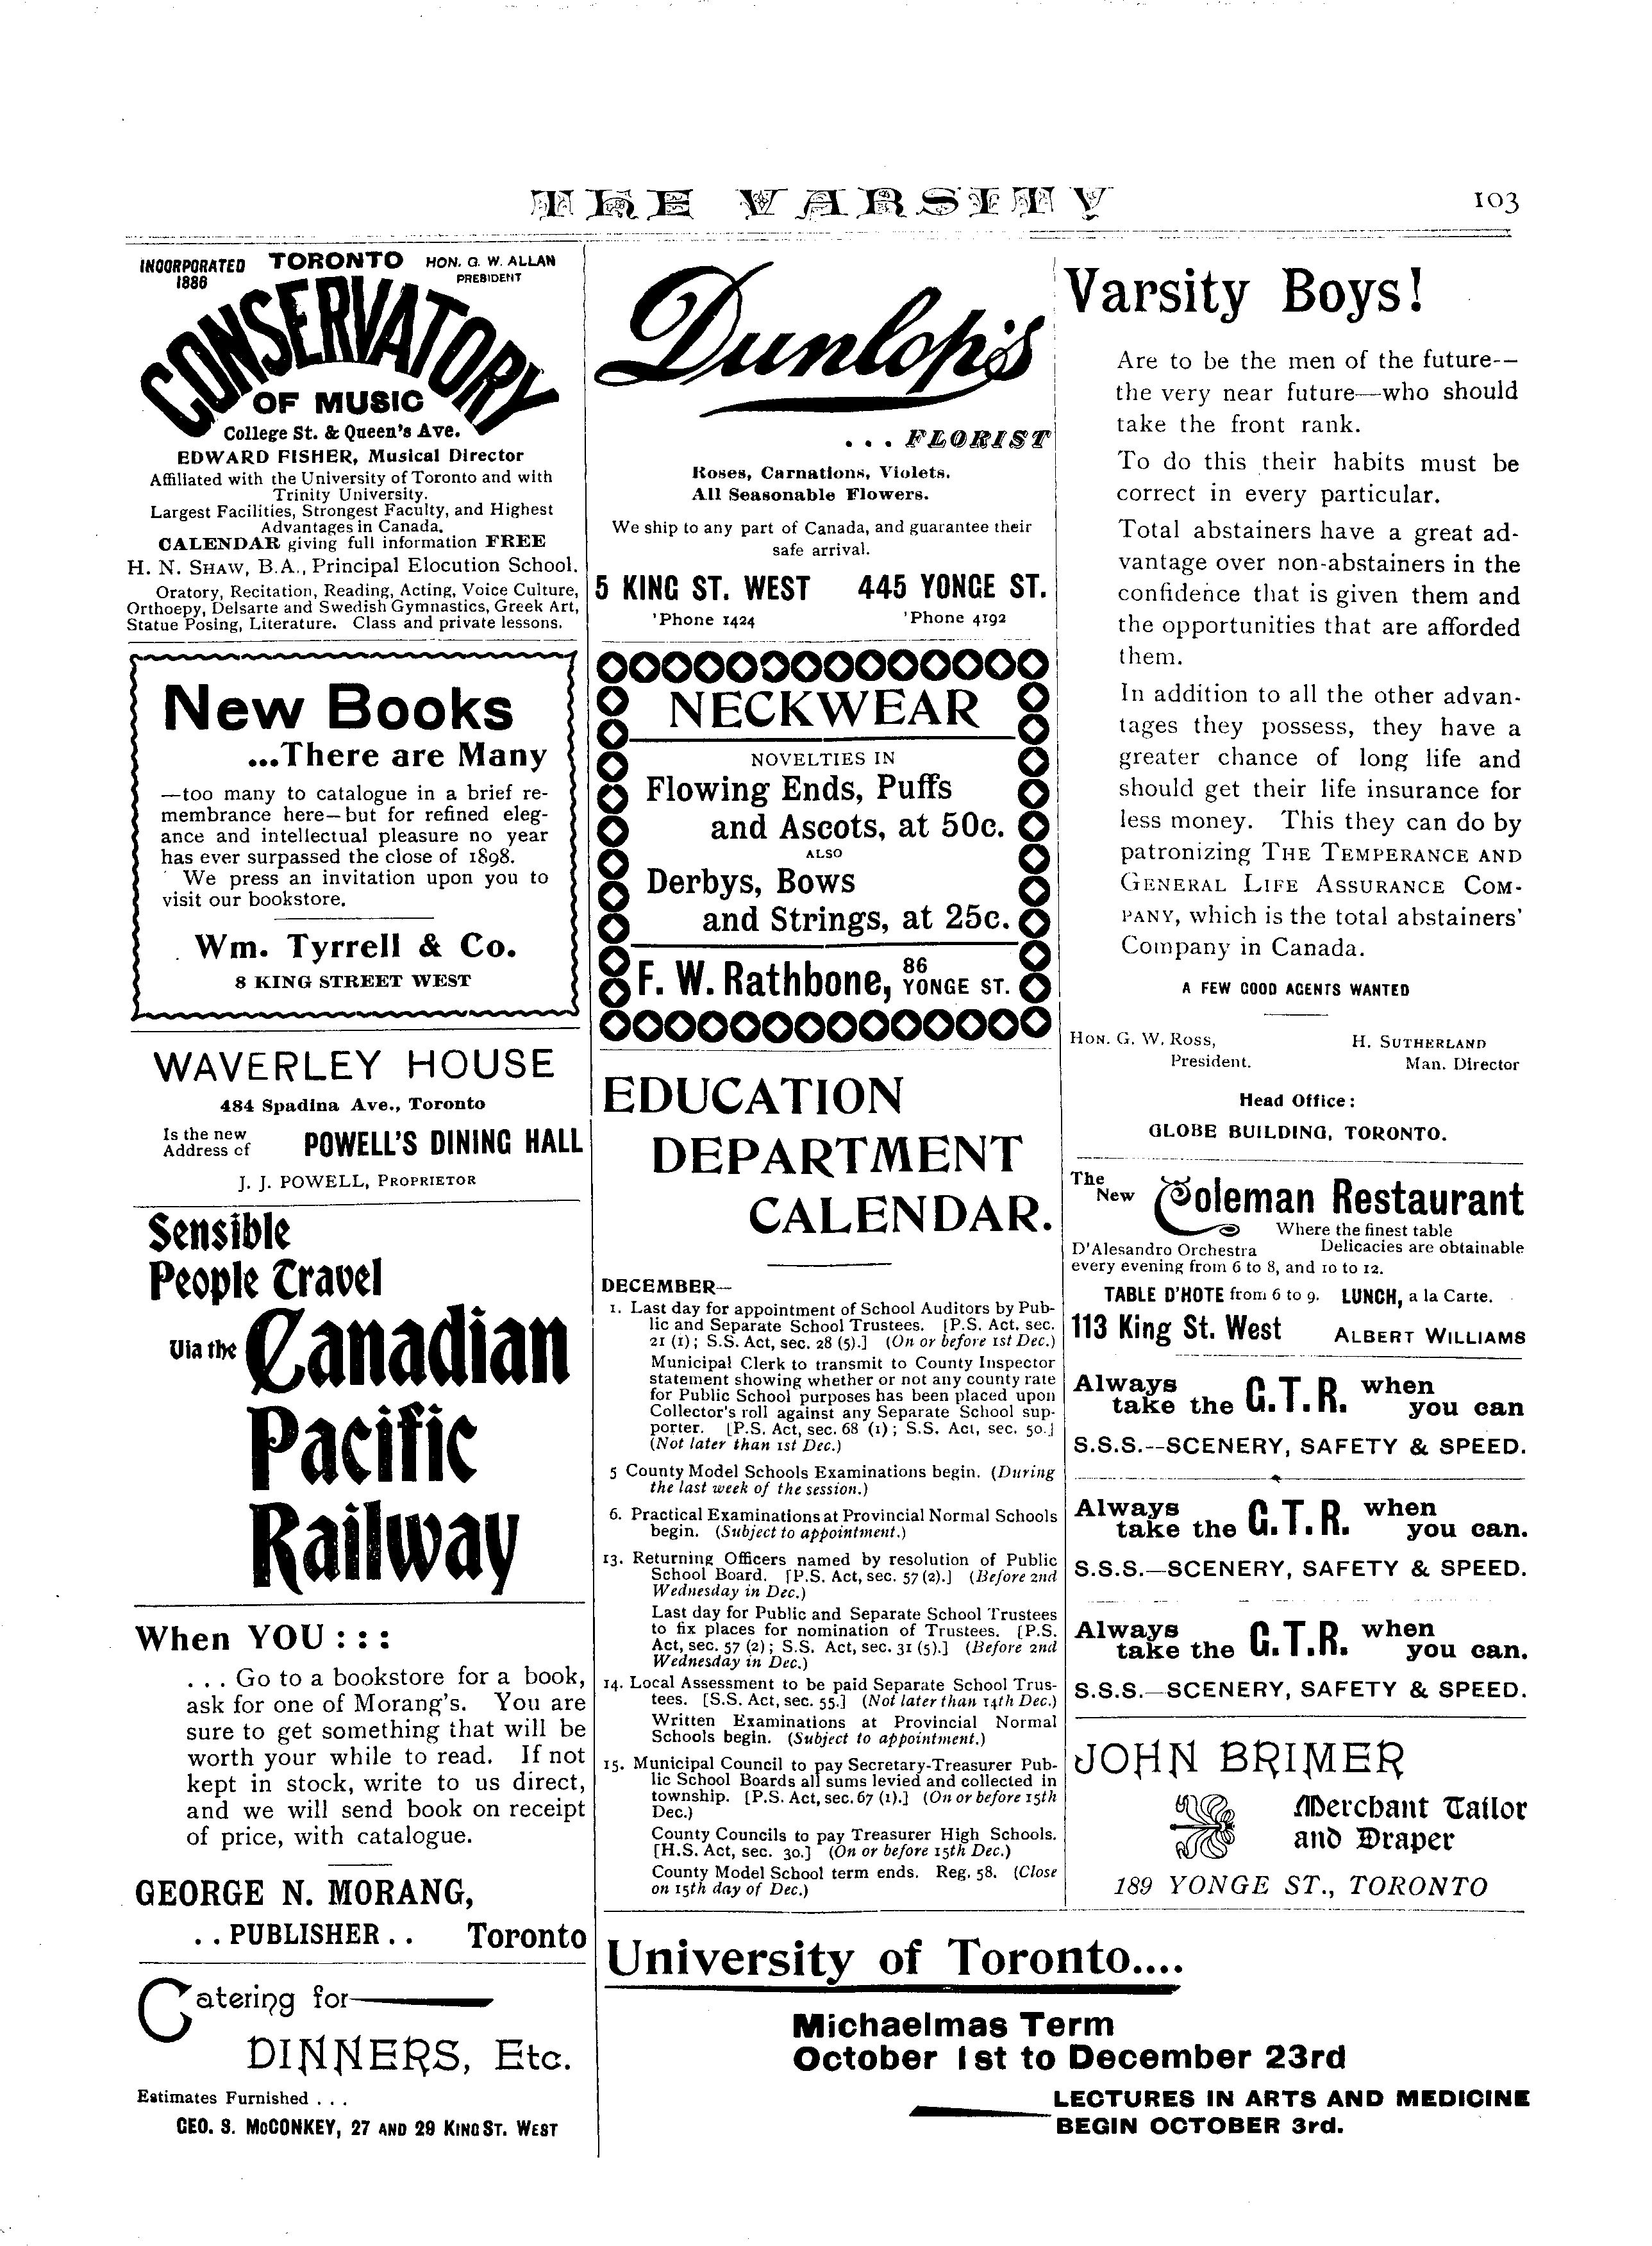 THE VARSITY
103
INCORPORATED 1886
TORONTO
HON. G. W. ALLAN
PRESIDENT
CONSERVATORY
OF MUSIC
College St. & Queen's Ave.
EDWARD FISHER, Musical Director
Affiliated with the University of Toronto and with
Trinity University.
Largest Facilities, Strongest Faculty, and Highest
Advantages in Canada.
CALENDAR giving full information FREE
H. N. SHAW, B.A., Principal Elocution School.
Oratory, Recitation, Reading, Acting, Voice Culture,
Orthoepy, Delsarte and Swedish Gymnastics, Greek Art,
Statue Posing, Literature. Class and private lessons.
New Books
...There are Many
—too many to catalogue in a brief re-
membrance here—but for refined eleg-
ance and intellectual pleasure no year
has ever surpassed the close of 1898.
We press an invitation upon you to
visit our bookstore.
Wm. Tyrrell & Co.
8 KING STREET WEST
WAVERLEY HOUSE
484 Spadina Ave., Toronto
Is the new
Address of
POWELL'S DINING HALL
J. J. POWELL, PROPRIETOR
Sensible
People Travel
Via the Canadian
Pacific
Railway
When YOU : : :
. . . Go to a bookstore for a book,
ask for one of Morang's. You are
sure to get something that will be
worth your while to read. If not
kept in stock, write to us direct,
and we will send book on receipt
of price, with catalogue.
GEORGE N. MORANG,
. . PUBLISHER . . Toronto
Catering for
DINNERS, Etc.
Estimates Furnished . . .
GEO. S. McCONKEY, 27 AND 29 KING ST. WEST
Dunlop's
. . . FLORIST
Roses, Carnations, Violets.
All Seasonable Flowers.
We ship to any part of Canada, and guarantee their
safe arrival.
5 KING ST. WEST 445 YONGE ST.
'Phone 1424 'Phone 4192
NECKWEAR
NOVELTIES IN
Flowing Ends, Puffs
and Ascots, at 50c.
ALSO
Derbys, Bows
and Strings, at 25c.
F. W. Rathbone, 86 YONGE ST.
EDUCATION
DEPARTMENT
CALENDAR.
DECEMBER—
1. Last day for appointment of School Auditors by Pub-
lic and Separate School Trustees. [P.S. Act. sec.
21 (1); S.S. Act, sec. 28 (5).] (On or before 1st Dec.)
Municipal Clerk to transmit to County Inspector
statement showing whether or not any county rate
for Public School purposes has been placed upon
Collector's roll against any Separate School sup-
porter. [P.S. Act, sec. 68 (1); S.S. Act, sec. 50.]
(Not later than 1st Dec.)
5 County Model Schools Examinations begin. (During
the last week of the session.)
6. Practical Examinations at Provincial Normal Schools
begin. (Subject to appointment.)
13. Returning Officers named by resolution of Public
School Board. [P.S. Act, sec. 57 (2).] (Before 2nd
Wednesday in Dec.)
Last day for Public and Separate School Trustees
to fix places for nomination of Trustees. [P.S.
Act, sec. 57 (2); S.S. Act, sec. 31 (5).] (Before 2nd
Wednesday in Dec.)
14. Local Assessment to be paid Separate School Trus-
tees. [S.S. Act, sec. 55.] (Not later than 14th Dec.)
Written Examinations at Provincial Normal
Schools begin. (Subject to appointment.)
15. Municipal Council to pay Secretary-Treasurer Pub-
lic School Boards all sums levied and collected in
township. [P.S. Act, sec. 67 (1).] (On or before 15th
Dec.)
County Councils to pay Treasurer High Schools.
[H.S. Act, sec. 30.] (On or before 15th Dec.)
County Model School term ends. Reg. 58. (Close
on 15th day of Dec.)
Varsity Boys!
Are to be the men of the future--
the very near future—who should
take the front rank.
To do this their habits must be
correct in every particular.
Total abstainers have a great ad-
vantage over non-abstainers in the
confidence that is given them and
the opportunities that are afforded
them.
In addition to all the other advan-
tages they possess, they have a
greater chance of long life and
should get their life insurance for
less money. This they can do by
patronizing THE TEMPERANCE AND
GENERAL LIFE ASSURANCE COM-
PANY, which is the total abstainers'
Company in Canada.
A FEW GOOD AGENTS WANTED
HON. G. W. ROSS, H. SUTHERLAND
President. Man. Director
Head Office:
GLOBE BUILDING, TORONTO.
The New Coleman Restaurant
Where the finest table
D'Alesandro Orchestra Delicacies are obtainable
every evening from 6 to 8, and 10 to 12.
TABLE D'HOTE from 6 to 9. LUNCH, a la Carte.
113 King St. West ALBERT WILLIAMS
Always take the G.T.R. when you can
S.S.S.--SCENERY, SAFETY & SPEED.
Always take the G.T.R. when you can.
S.S.S.—SCENERY, SAFETY & SPEED.
Always take the G.T.R. when you can.
S.S.S.—SCENERY, SAFETY & SPEED.
JOHN BRIMER
Merchant Tailor
and Draper
189 YONGE ST., TORONTO
University of Toronto....
Michaelmas Term
October 1st to December 23rd
LECTURES IN ARTS AND MEDICINE
BEGIN OCTOBER 3rd.